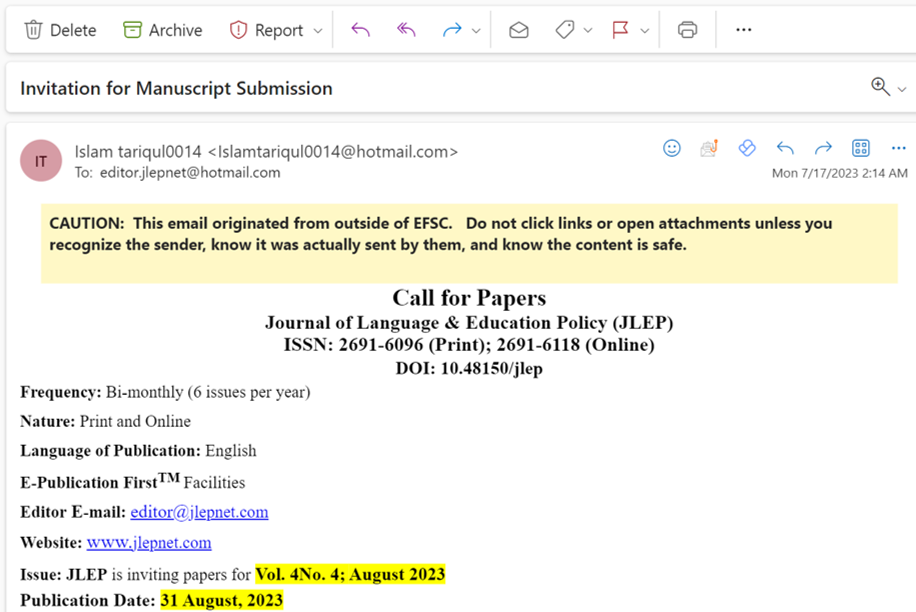 Delete Archive Report
Invitation for Manuscript Submission
IT
Islam tariqul0014 <Islamtariqul0014@hotmail.com>
To: editor.jlepnet@hotmail.com
Mon 7/17/2023 2:14 AM
CAUTION: This email originated from outside of EFSC. Do not click links or open attachments unless you
recognize the sender, know it was actually sent by them, and know the content is safe.
Call for Papers
Journal of Language & Education Policy (JLEP)
ISSN: 2691-6096 (Print); 2691-6118 (Online)
DOI: 10.48150/jlep
Frequency: Bi-monthly (6 issues per year)
Nature: Print and Online
Language of Publication: English
E-Publication First™ Facilities
Editor E-mail: editor@jlepnet.com
Website: www.jlepnet.com
Issue: JLEP is inviting papers for Vol. 4No. 4; August 2023
Publication Date: 31 August, 2023